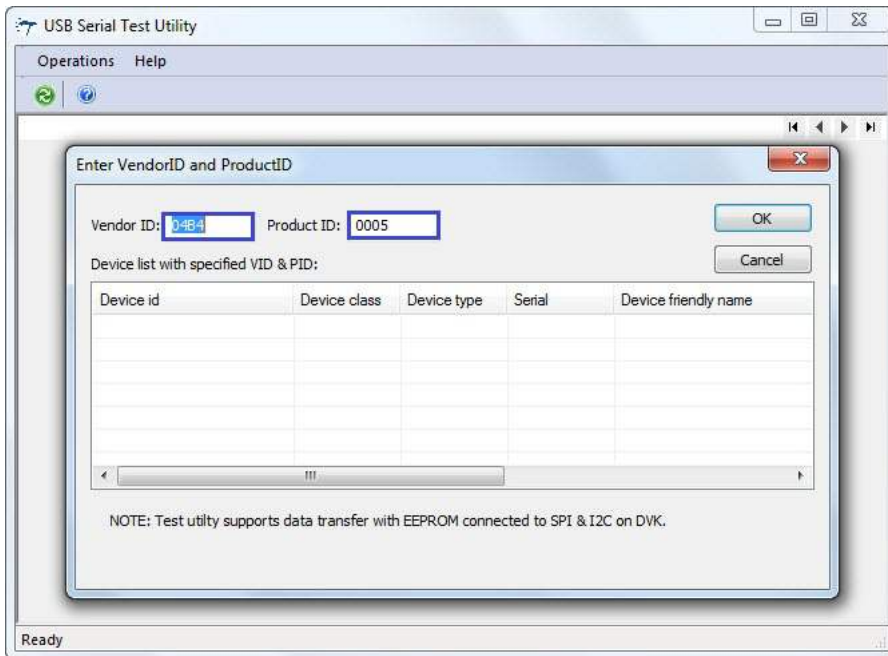 USB Serial Test Utility
Operations Help
Enter VendorID and ProductID
Vendor ID: 04B4 Product ID: 0005 OK
Device list with specified VID & PID: Cancel
Device id Device class Device type Serial Device friendly name
NOTE: Test utilty supports data transfer with EEPROM connected to SPI & I2C on DVK.
Ready